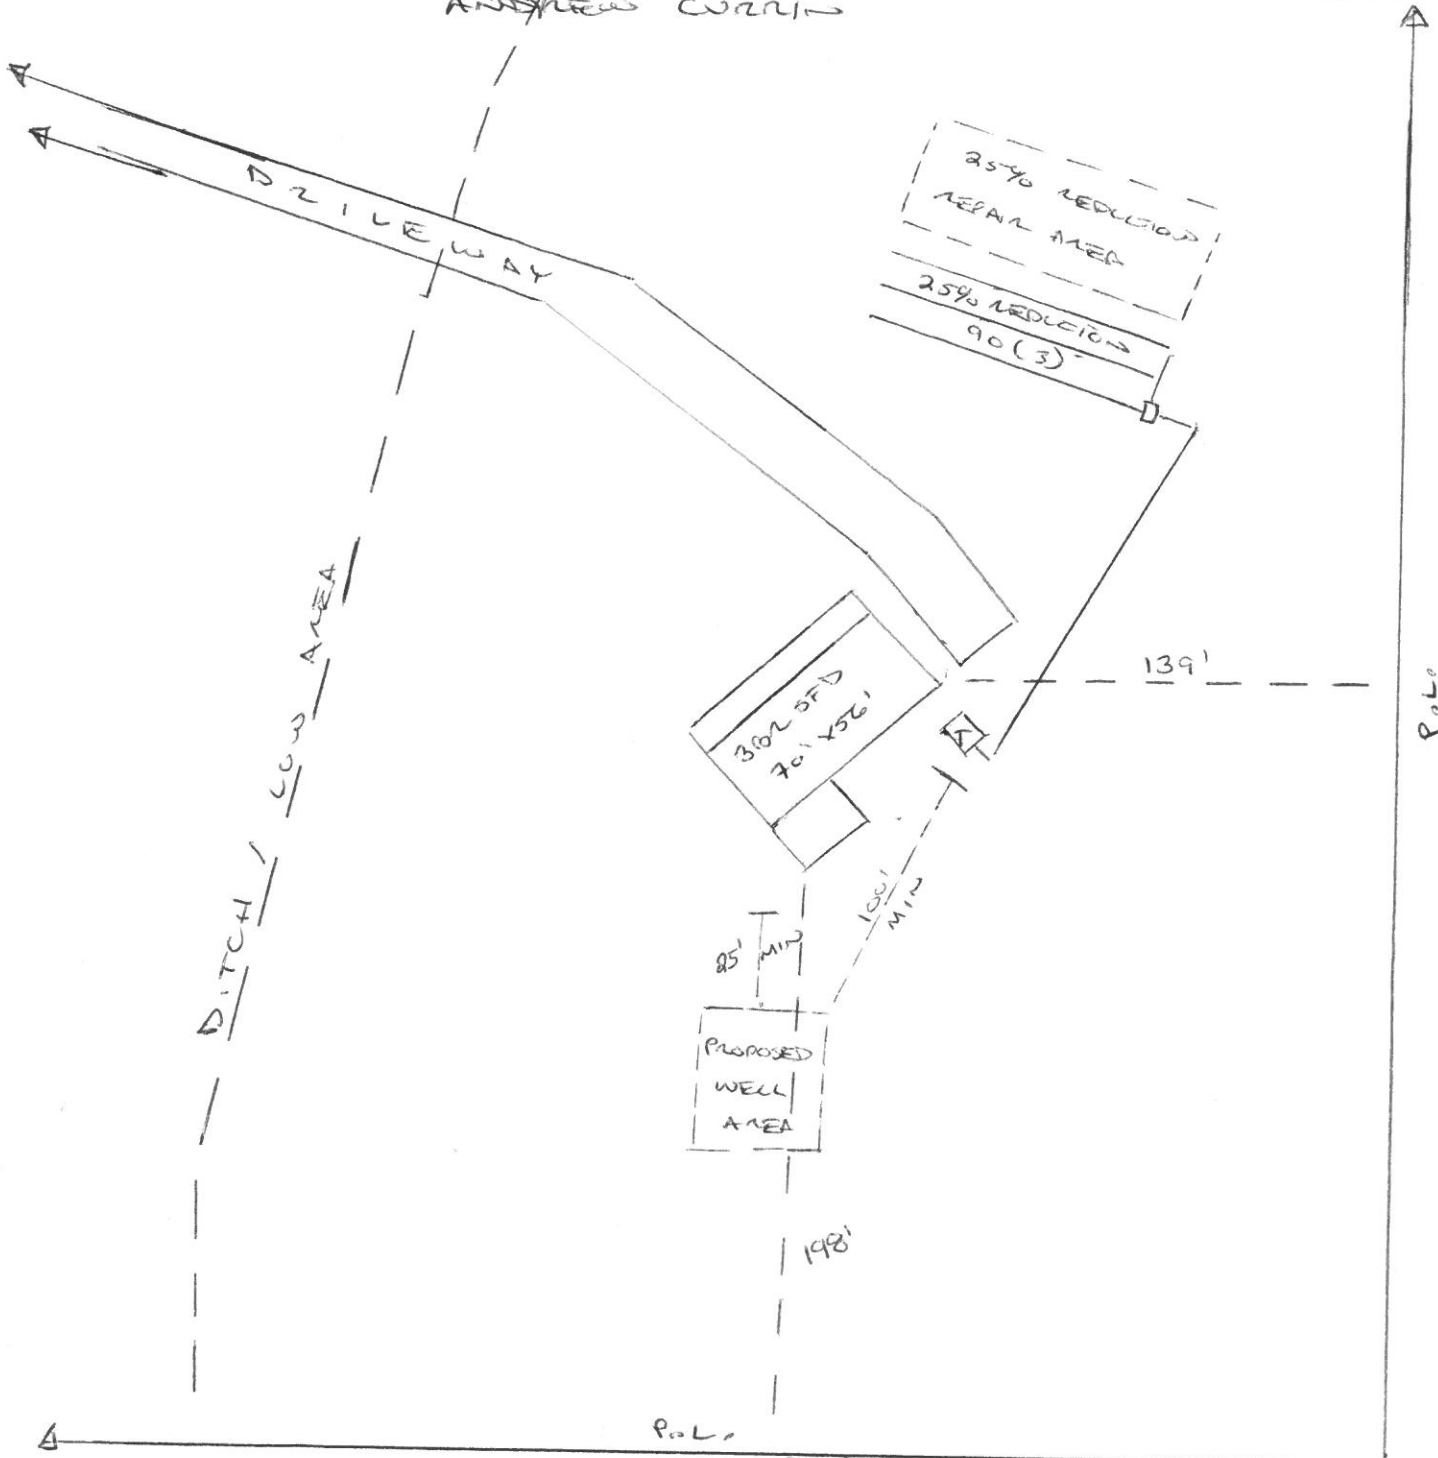 ANDREW CURRIN
DRIVEWAY
25% REDUCTION
REPAIR AREA
25% REDUCTION
90 (3)
DITCH / LOW AREA
3BR SFD
70' x 56'
139'
P.L.
T
100'
MIN
25'
MIN
PROPOSED
WELL
AREA
198'
P.L.